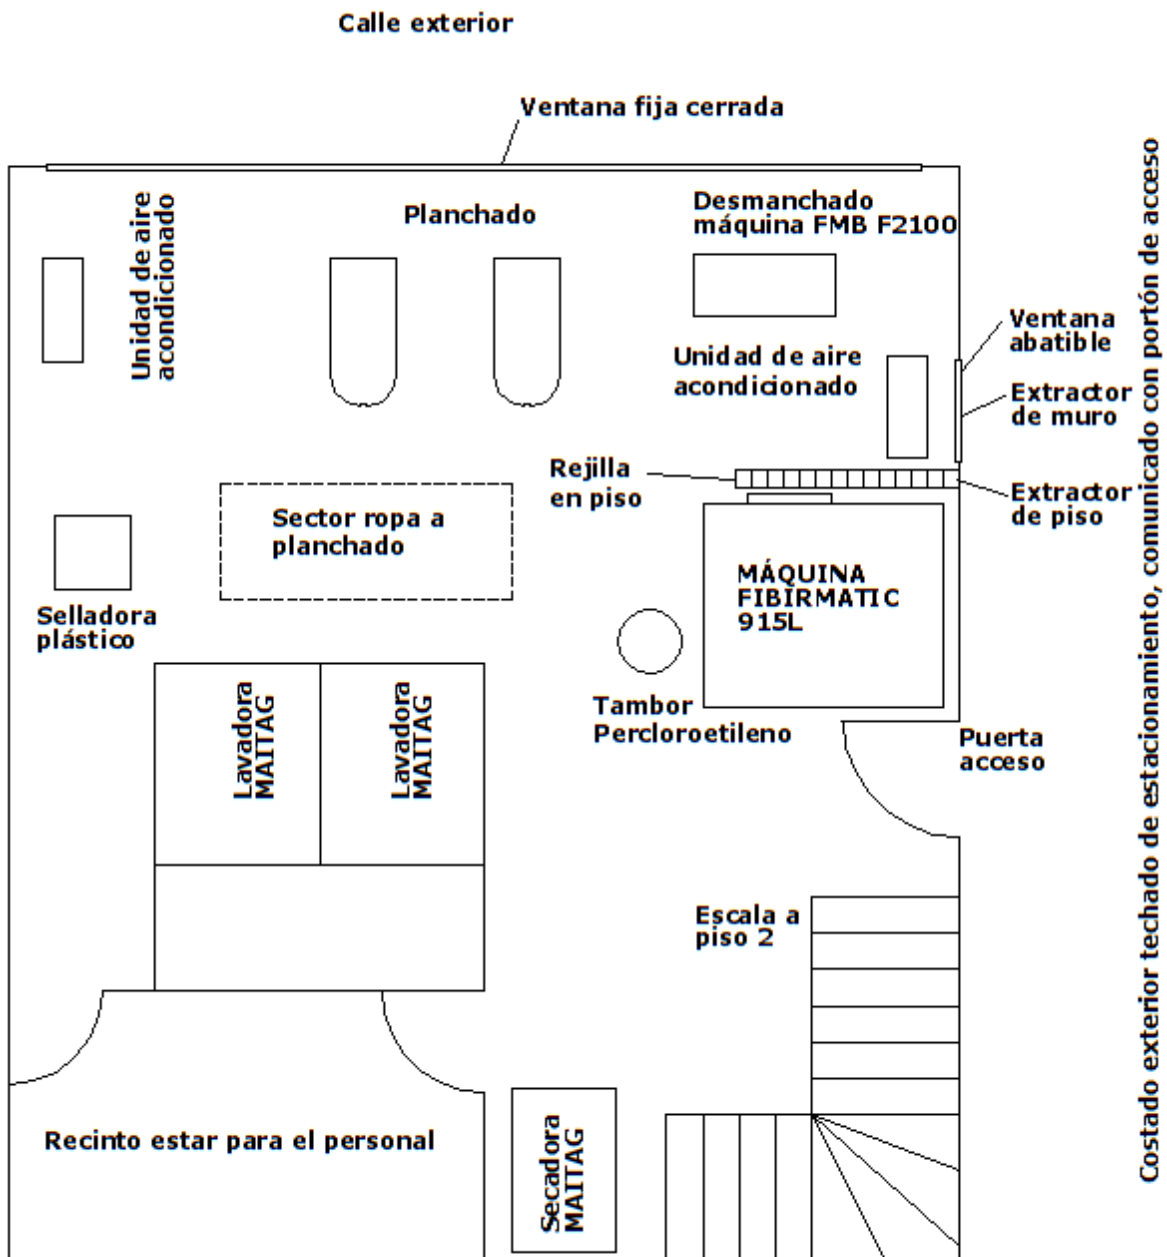 Calle exterior
Ventana fija cerrada
Unidad de aire
acondicionado
Planchado
Desmanchado
máquina FMB F2100
Unidad de aire
acondicionado
Ventana
abatible
Extractor
de muro
Rejilla
en piso
Extractor
de piso
Sector ropa a
planchado
MÁQUINA
FIBIRMATIC
915L
Selladora
plástico
Tambor
Percloroetileno
Lavadora
MAITAG
Lavadora
MAITAG
Puerta
acceso
Escala a
piso 2
Recinto estar para el personal
Secadora
MAITAG
Costado exterior techado de estacionamiento, comunicado con portón de acceso